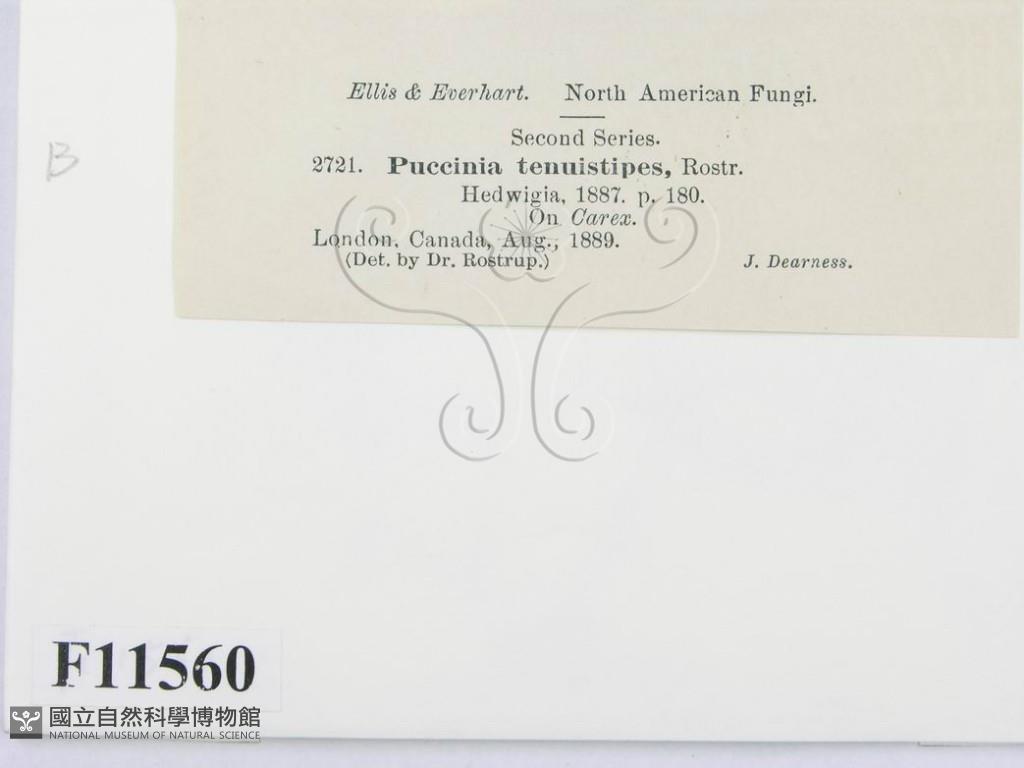 Ellis & Everhart. North American Fungi.
Second Series.
2721. Puccinia tenuistipes, Rostr.
Hedwigia, 1887. p. 180.
On Carex.
London, Canada, Aug., 1889.
(Det. by Dr. Rostrup.) J. Dearness.
B
F11560
國立自然科學博物館
NATIONAL MUSEUM OF NATURAL SCIENCE